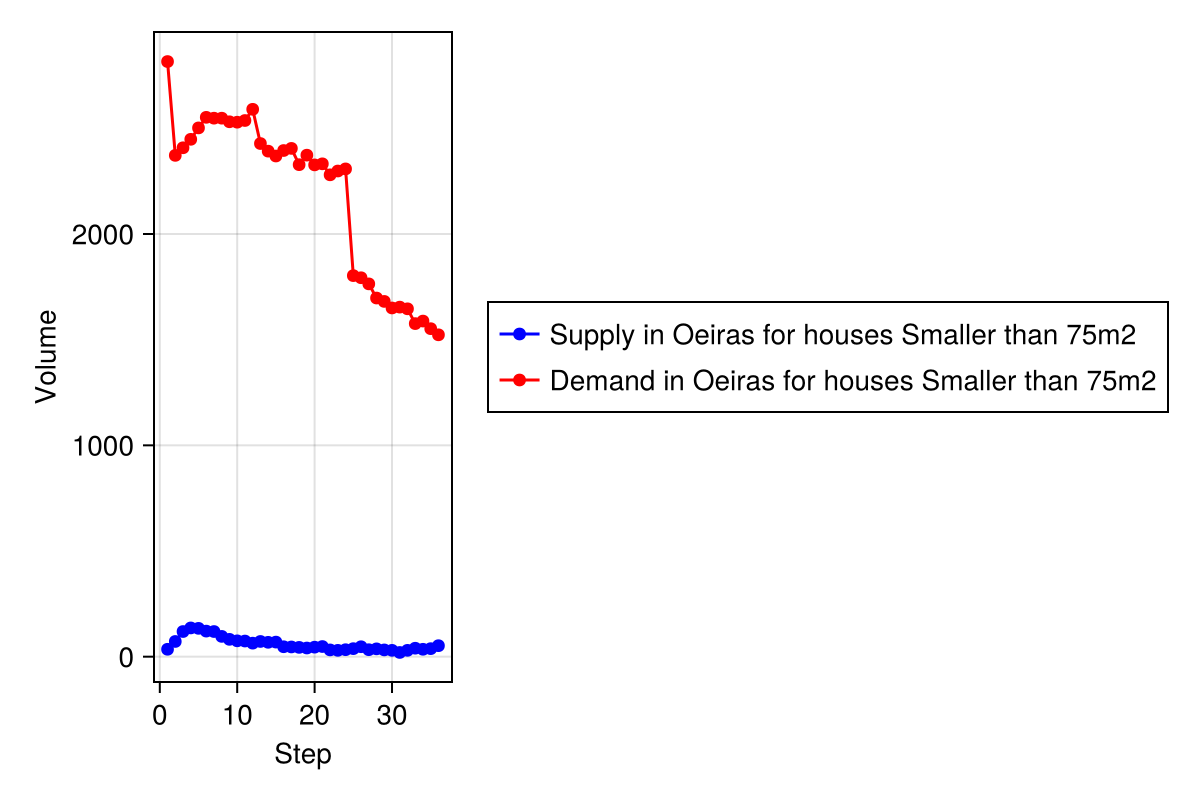 Volume
2000
1000
0
0 10 20 30
Step
Supply in Oeiras for houses Smaller than 75m2
Demand in Oeiras for houses Smaller than 75m2